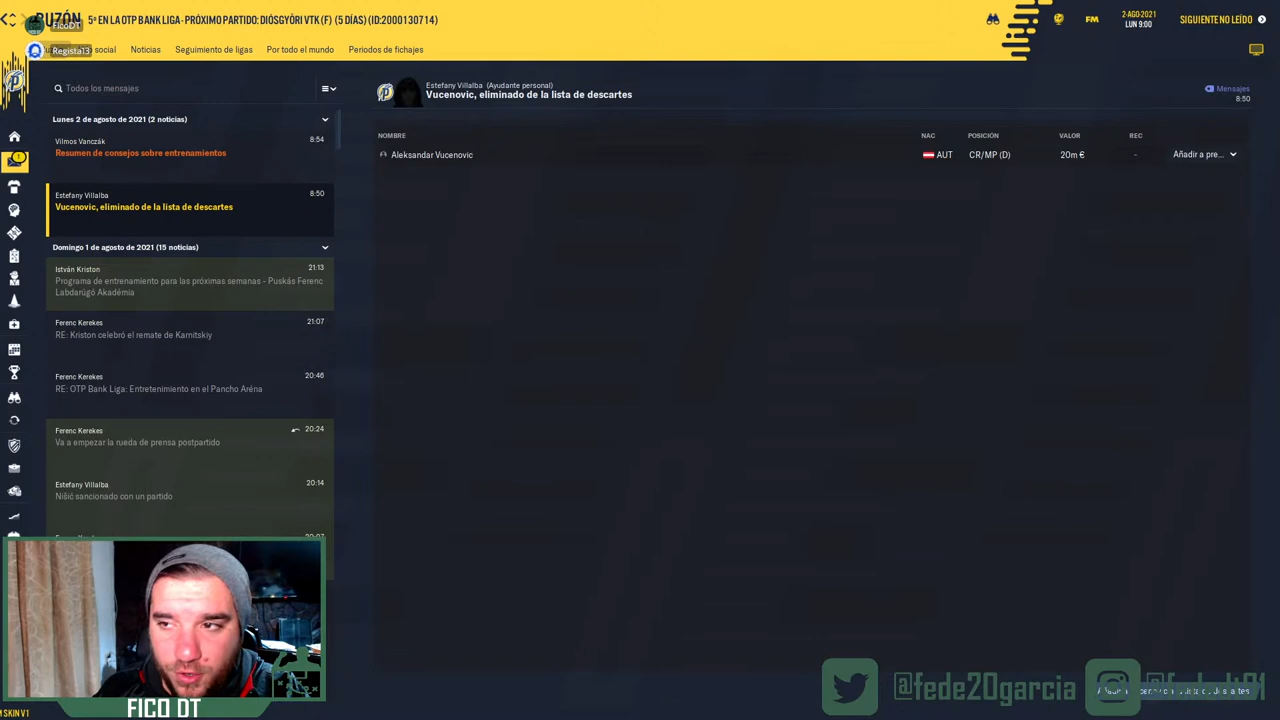 BUZÓN
5º EN LA OTP BANK LIGA - PRÓXIMO PARTIDO: DIÓSGYŐRI VTK (F) (5 DÍAS) (ID:2000130714)
FicoDT
FM
2-AGO-2021
LUN 9:00
SIGUIENTE NO LEÍDO
Regista13
social
Noticias
Seguimiento de ligas
Por todo el mundo
Periodos de fichajes
Todos los mensajes
Lunes 2 de agosto de 2021 (2 noticias)
Vilmos Vanczák
8:54
Resumen de consejos sobre entrenamientos
Estefany Villalba
8:50
Vucenovic, eliminado de la lista de descartes
Domingo 1 de agosto de 2021 (15 noticias)
István Kriston
21:13
Programa de entrenamiento para las próximas semanas - Puskás Ferenc
Labdarúgó Akadémia
Ferenc Kerekes
21:07
RE: Kriston celebró el remate de Karnitskiy
Ferenc Kerekes
20:46
RE: OTP Bank Liga: Entretenimiento en el Pancho Aréna
Ferenc Kerekes
20:24
Va a empezar la rueda de prensa postpartido
Estefany Villalba
20:14
Nišić sancionado con un partido
Estefany Villalba (Ayudante personal)
Vucenovic, eliminado de la lista de descartes
Mensajes
8:50
NOMBRE
NAC
POSICIÓN
VALOR
REC
Aleksandar Vucenovic
AUT
CR/MP (D)
20m €
-
Añadir a pre...
FICO DT
SKIN V1
@fede20garcia